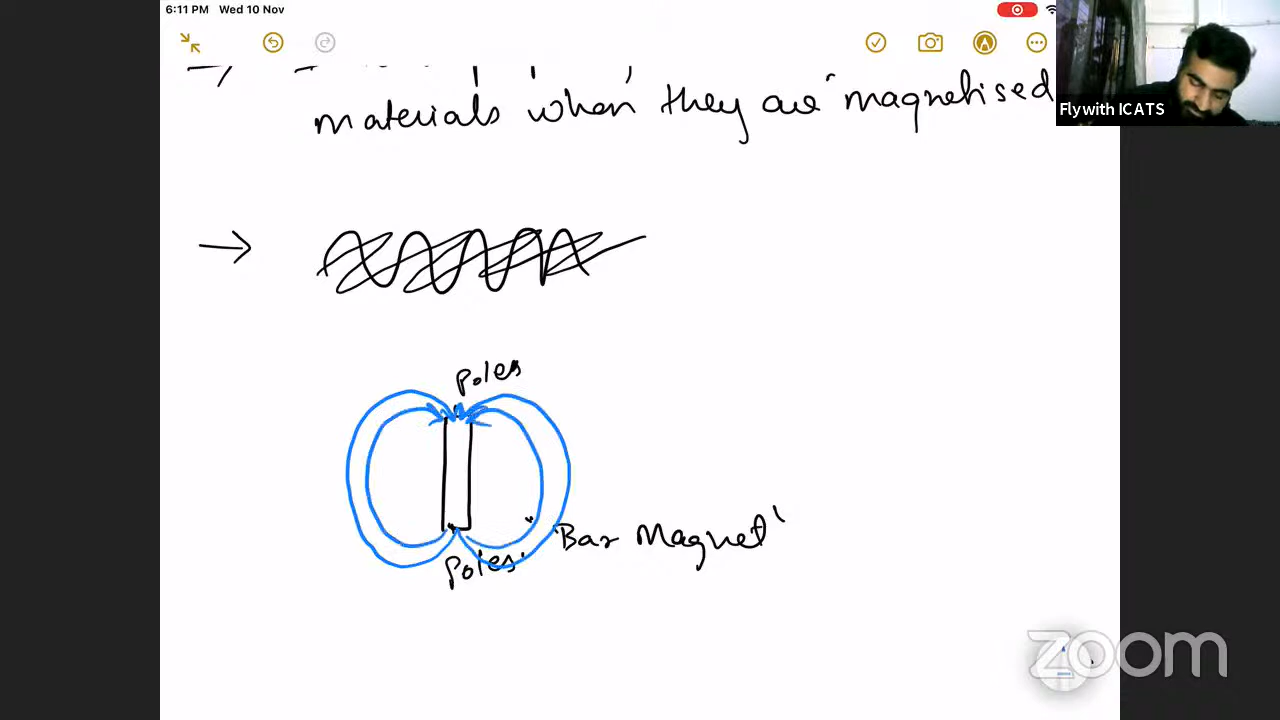 6:11 PM Wed 10 Nov
materials when they are magnetised
Flywith ICATS
poles
'Bar Magnet'
poles.
zoom